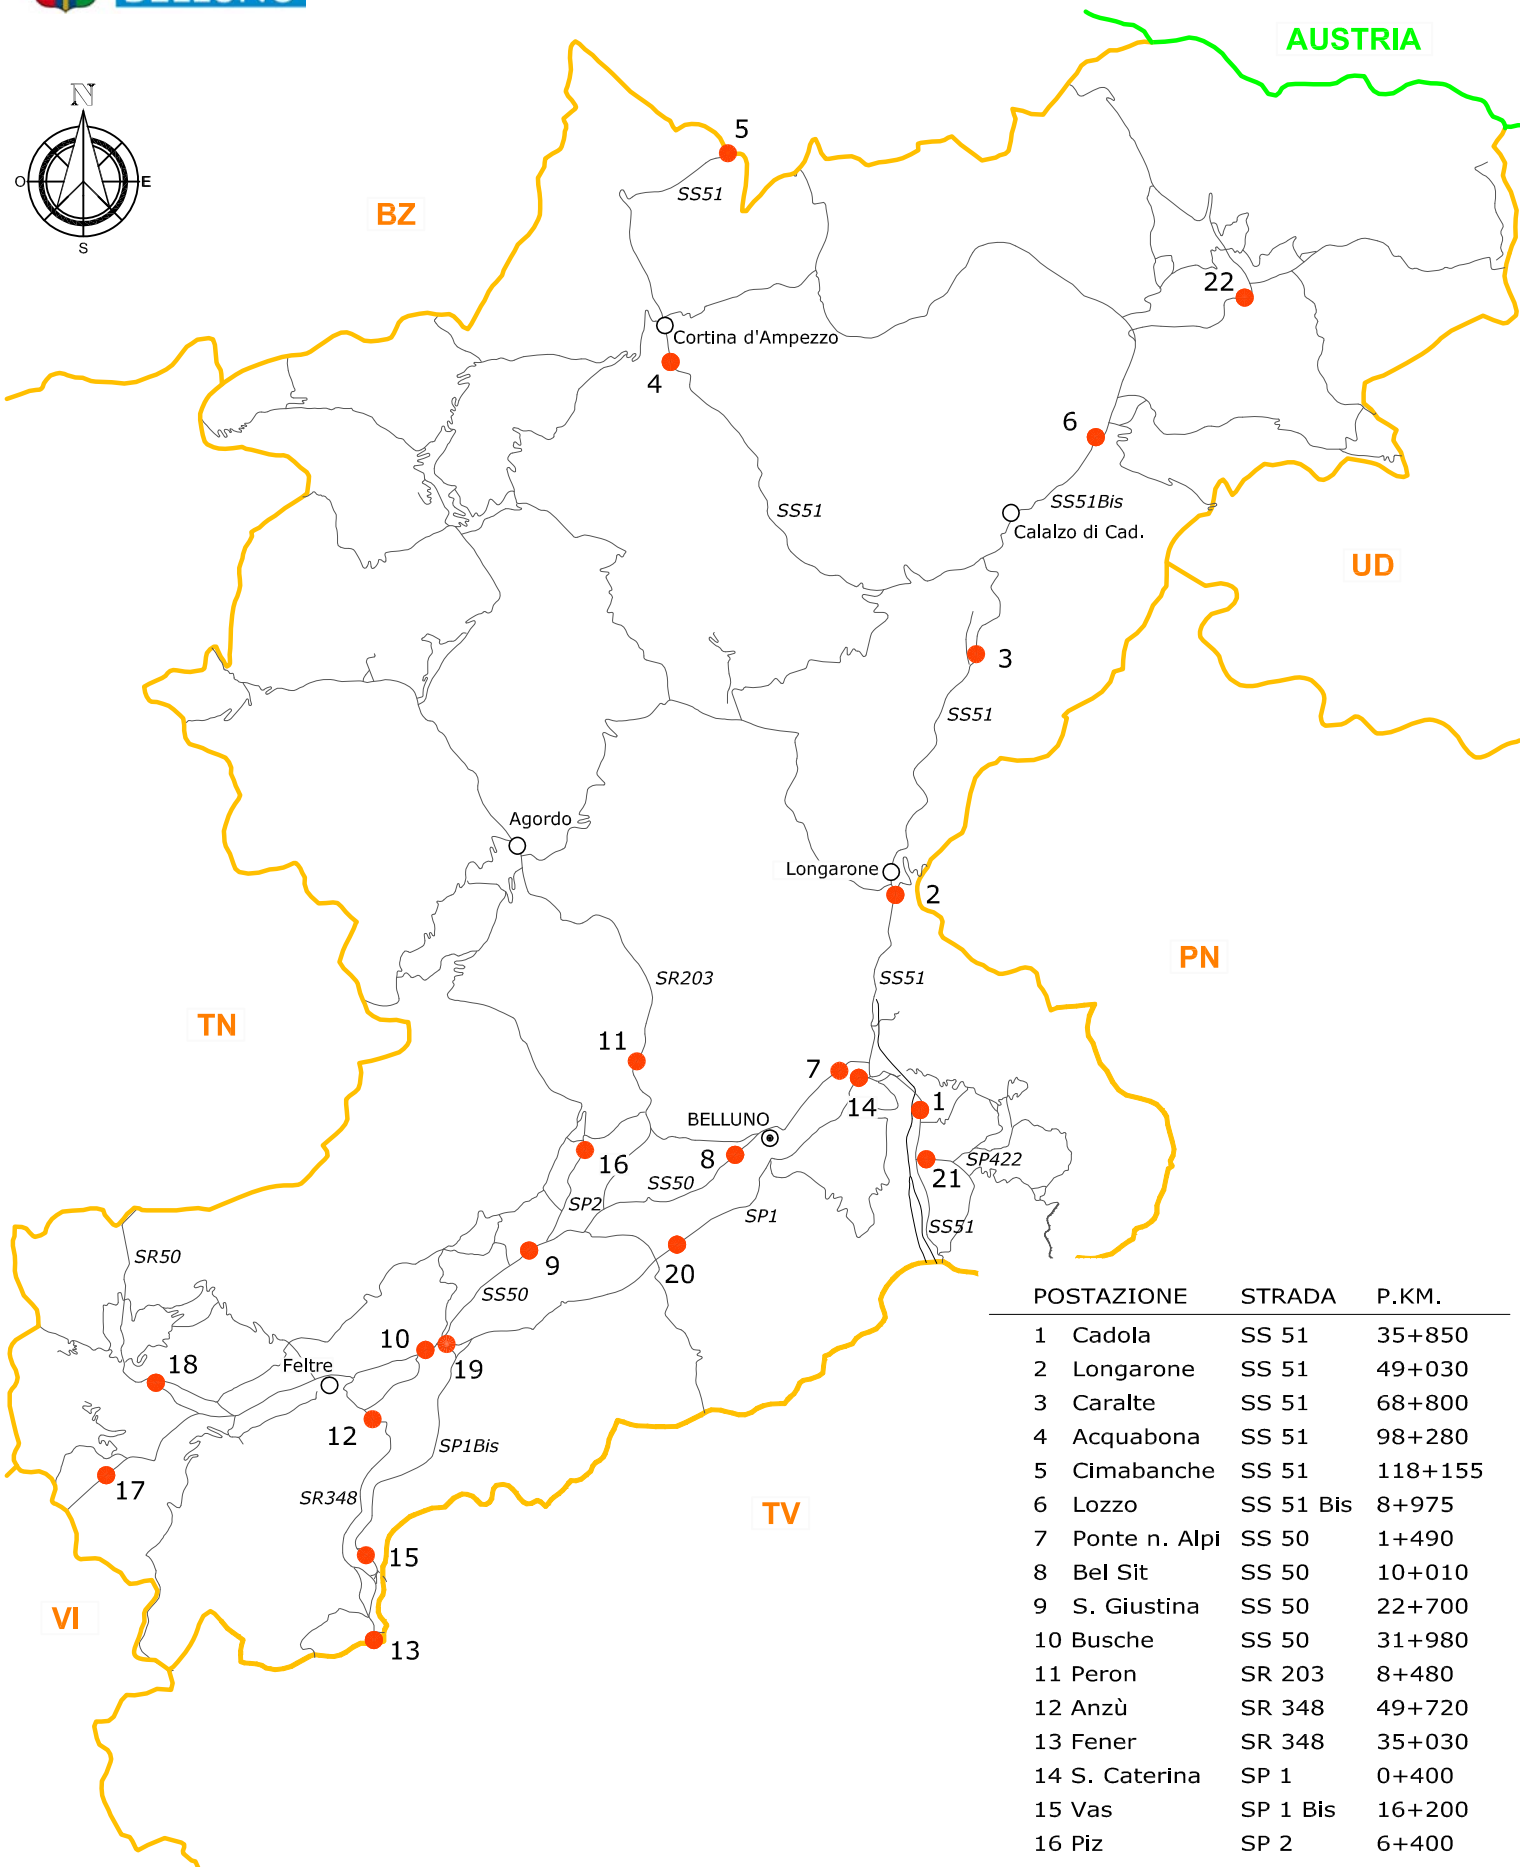 BELLUNO
AUSTRIA
N
O
E
S
5
SS51
BZ
22
Cortina d'Ampezzo
4
6
SS51
SS51Bis
Calalzo di Cad.
UD
3
SS51
Agordo
Longarone
2
PN
SR203
SS51
TN
11
7
14
1
BELLUNO
8
16
SP422
21
SS50
SP2
SP1
SS51
SR50
9
20
SS50
10
19
Feltre
18
12
SP1Bis
17
SR348
TV
15
VI
13
POSTAZIONE STRADA P.KM.
1 Cadola SS 51 35+850
2 Longarone SS 51 49+030
3 Caralte SS 51 68+800
4 Acquabona SS 51 98+280
5 Cimabanche SS 51 118+155
6 Lozzo SS 51 Bis 8+975
7 Ponte n. Alpi SS 50 1+490
8 Bel Sit SS 50 10+010
9 S. Giustina SS 50 22+700
10 Busche SS 50 31+980
11 Peron SR 203 8+480
12 Anzù SR 348 49+720
13 Fener SR 348 35+030
14 S. Caterina SP 1 0+400
15 Vas SP 1 Bis 16+200
16 Piz SP 2 6+400